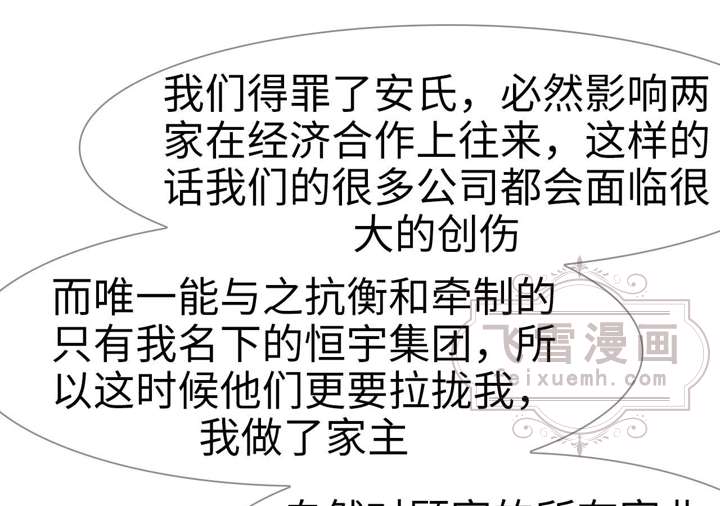 我们得罪了安氏，必然影响两
家在经济合作上往来，这样的
话我们的很多公司都会面临很
大的创伤
而唯一能与之抗衡和牵制的
只有我名下的恒宇集团，所
以这时候他们更要拉拢我，
我做了家主
飞雪漫画
Feixuemh.com